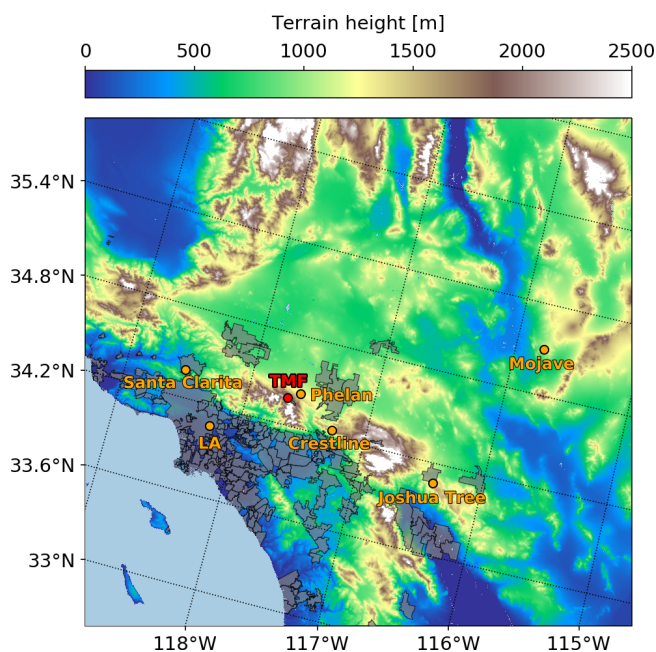 Terrain height [m]
0 500 1000 1500 2000 2500
35.4°N
34.8°N
34.2°N
33.6°N
33°N
Mojave
TMF
Santa Clarita
Phelan
LA
Crestline
Joshua Tree
118°W 117°W 116°W 115°W